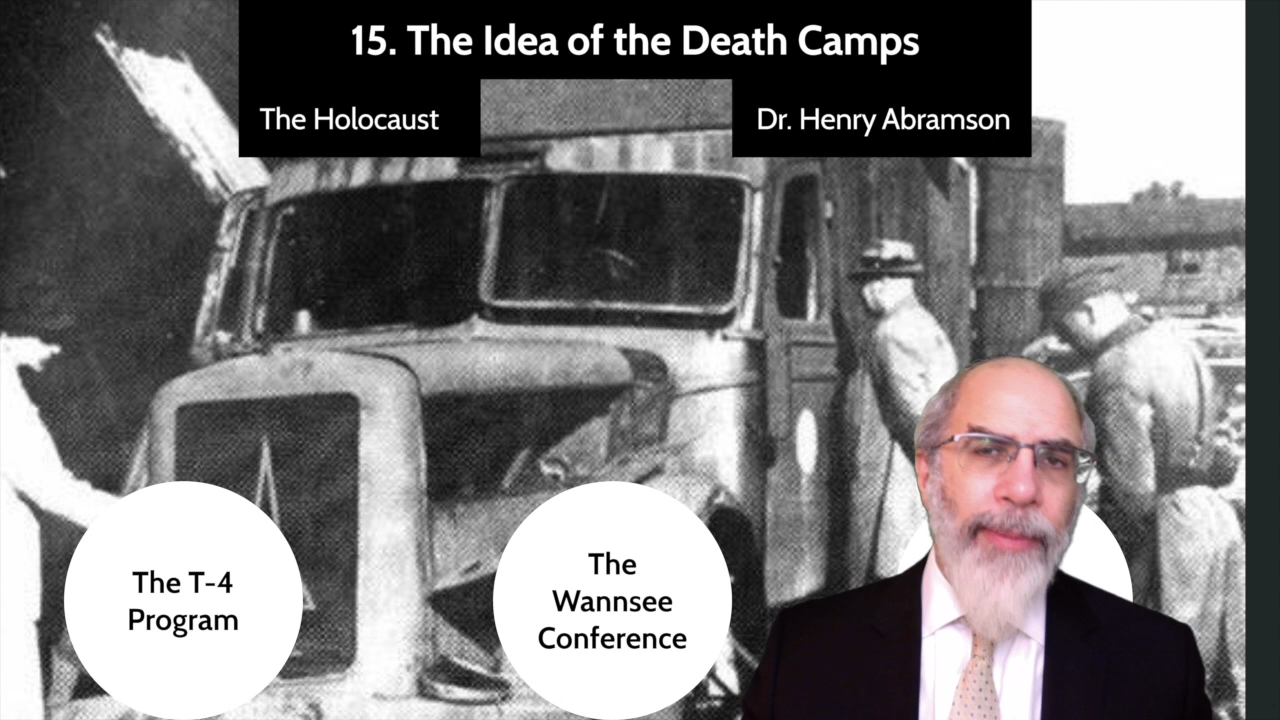 15. The Idea of the Death Camps
The Holocaust
Dr. Henry Abramson
The T-4
Program
The
Wannsee
Conference